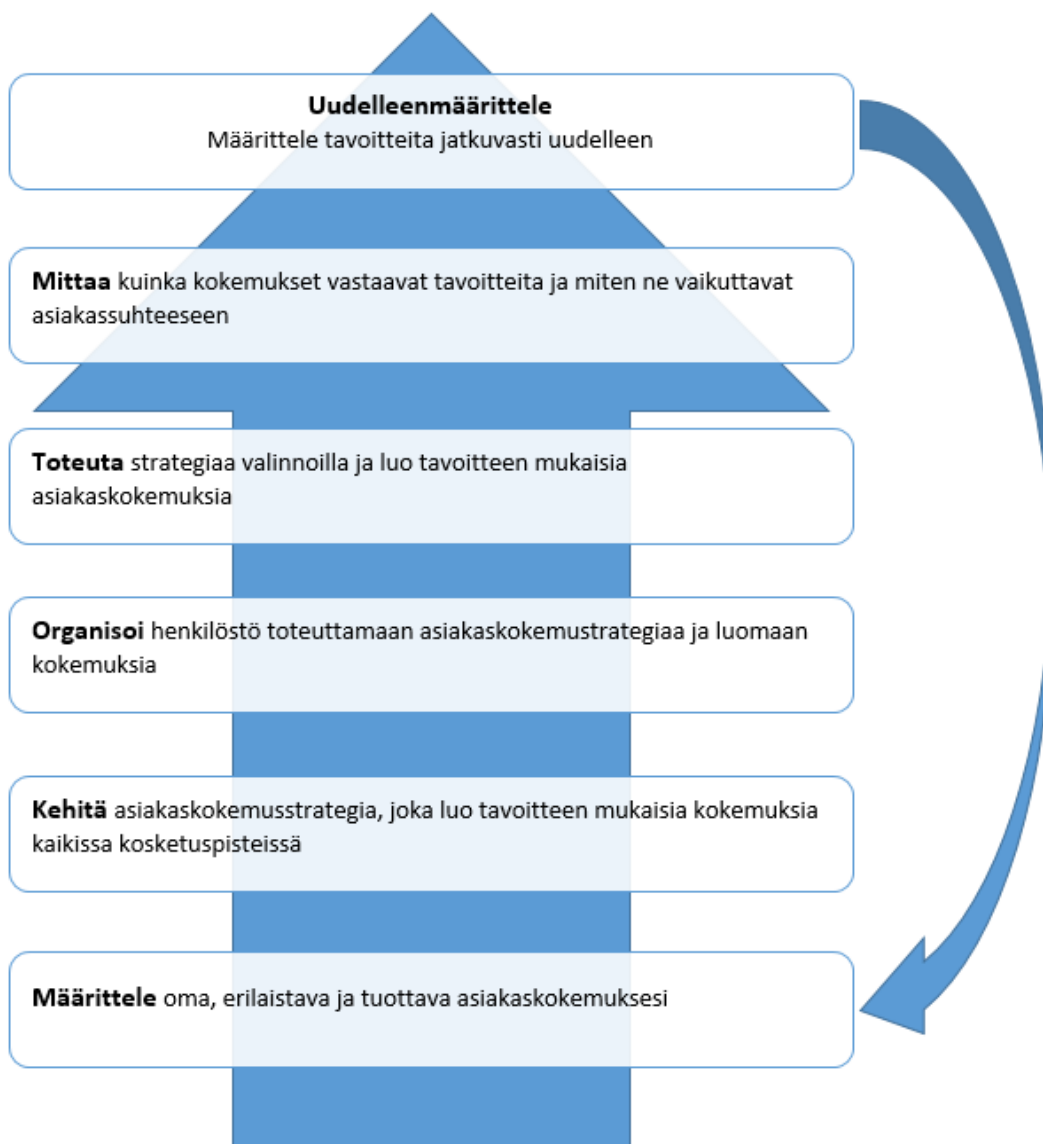 Uudelleenmäärittele
Määrittele tavoitteita jatkuvasti uudelleen
Mittaa kuinka kokemukset vastaavat tavoitteita ja miten ne vaikuttavat
asiakassuhteeseen
Toteuta strategiaa valinnoilla ja luo tavoitteen mukaisia
asiakaskokemuksia
Organisoi henkilöstö toteuttamaan asiakaskokemustrategiaa ja luomaan
kokemuksia
Kehitä asiakaskokemusstrategia, joka luo tavoitteen mukaisia kokemuksia
kaikissa kosketuspisteissä
Määrittele oma, erilaistava ja tuottava asiakaskokemuksesi